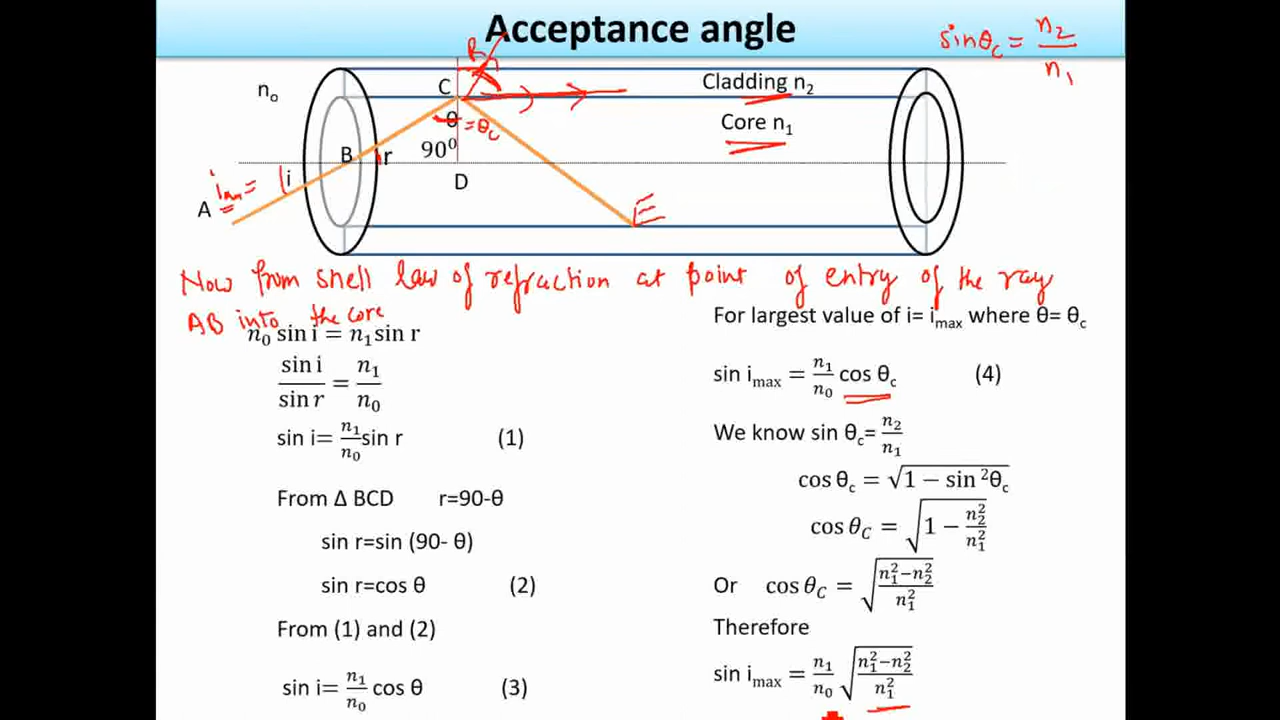 Acceptance angle
sinθc = n₂/n₁
n₀
C
Cladding n₂
θ = θc
Core n₁
B
r
90⁰
iₘ =
i
D
A
E
Now from shell law of refraction at point of entry of the ray
AB into the core
n₀ sin i = n₁ sin r
sin i / sin r = n₁ / n₀
sin i= n₁/n₀ sin r (1)
From Δ BCD r=90-θ
sin r=sin (90- θ)
sin r=cos θ (2)
From (1) and (2)
sin i= n₁/n₀ cos θ (3)
For largest value of i= iₘₐₓ where θ= θc
sin iₘₐₓ = n₁/n₀ cos θc (4)
We know sin θc= n₂/n₁
cos θc = √(1 − sin ²θc)
cos θC = √(1 − n₂²/n₁²)
Or cos θC = √((n₁²−n₂²)/n₁²)
Therefore
sin iₘₐₓ = n₁/n₀ √((n₁²−n₂²)/n₁²)